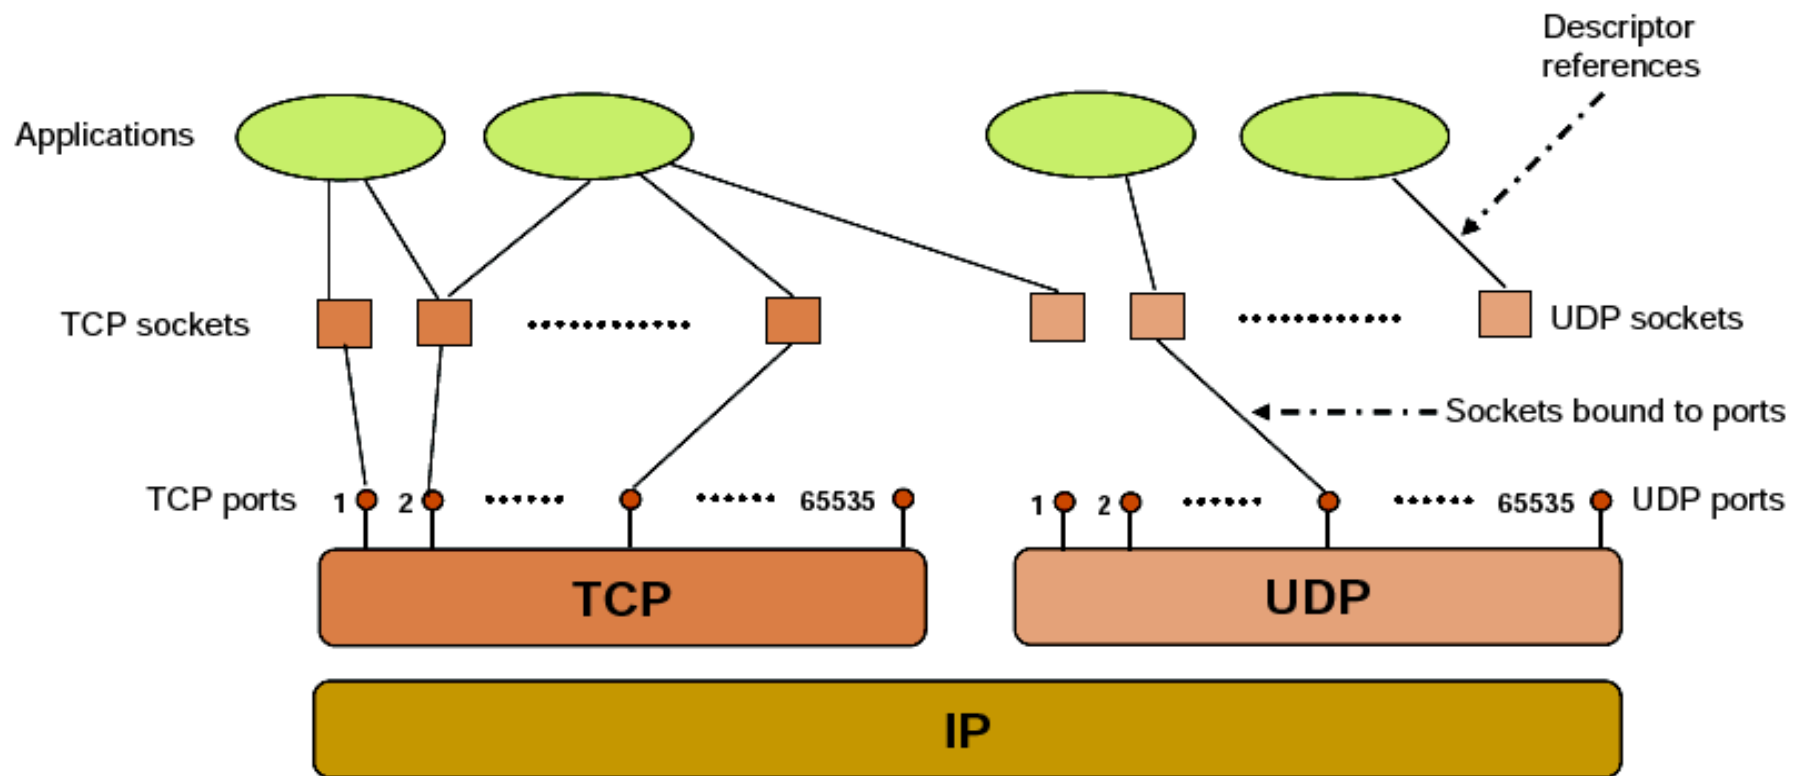 Descriptor
references
Applications
TCP sockets
UDP sockets
Sockets bound to ports
TCP ports 1 2 65535 1 2 65535 UDP ports
TCP UDP
IP